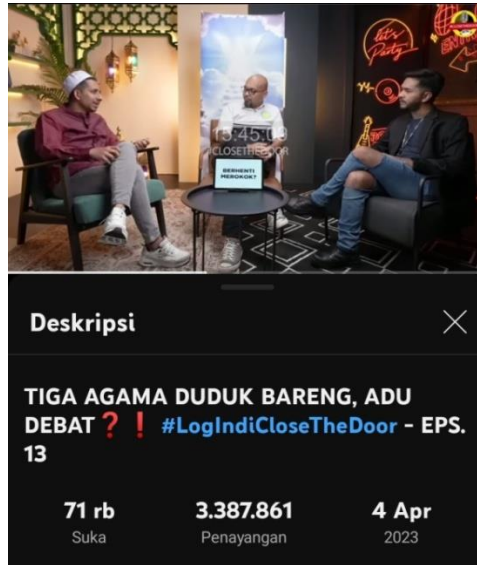 let's
Party
15:45:00
CLOSETHEDOOR
BERHENTI
MEROKOK?
Deskripsi
TIGA AGAMA DUDUK BARENG, ADU
DEBAT❓❗ #LogIndiCloseTheDoor - EPS.
13
71 rb 3.387.861 4 Apr
Suka Penayangan 2023